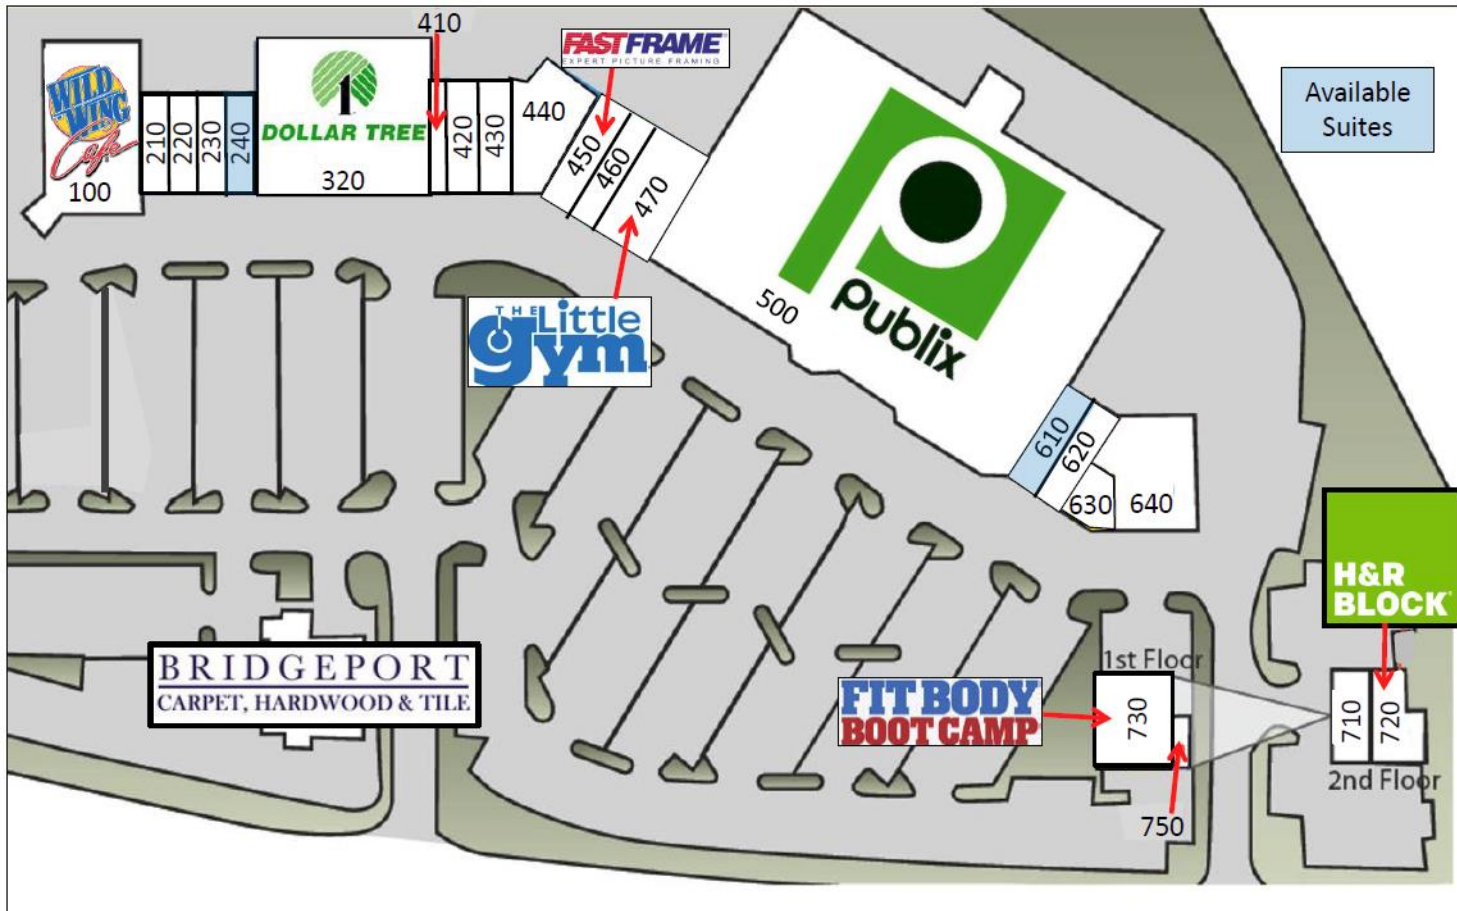 410
FASTFRAME
EXPERT PICTURE FRAMING
Available
Suites
WILD
WING
Cafe
100
210
220
230
240
1
DOLLAR TREE
320
420
430
440
450
460
470
THE Little
gym
P
Publix
500
610
620
630
640
H&R
BLOCK
BRIDGEPORT
CARPET, HARDWOOD & TILE
FIT BODY
BOOT CAMP
1st Floor
730
750
710
720
2nd Floor